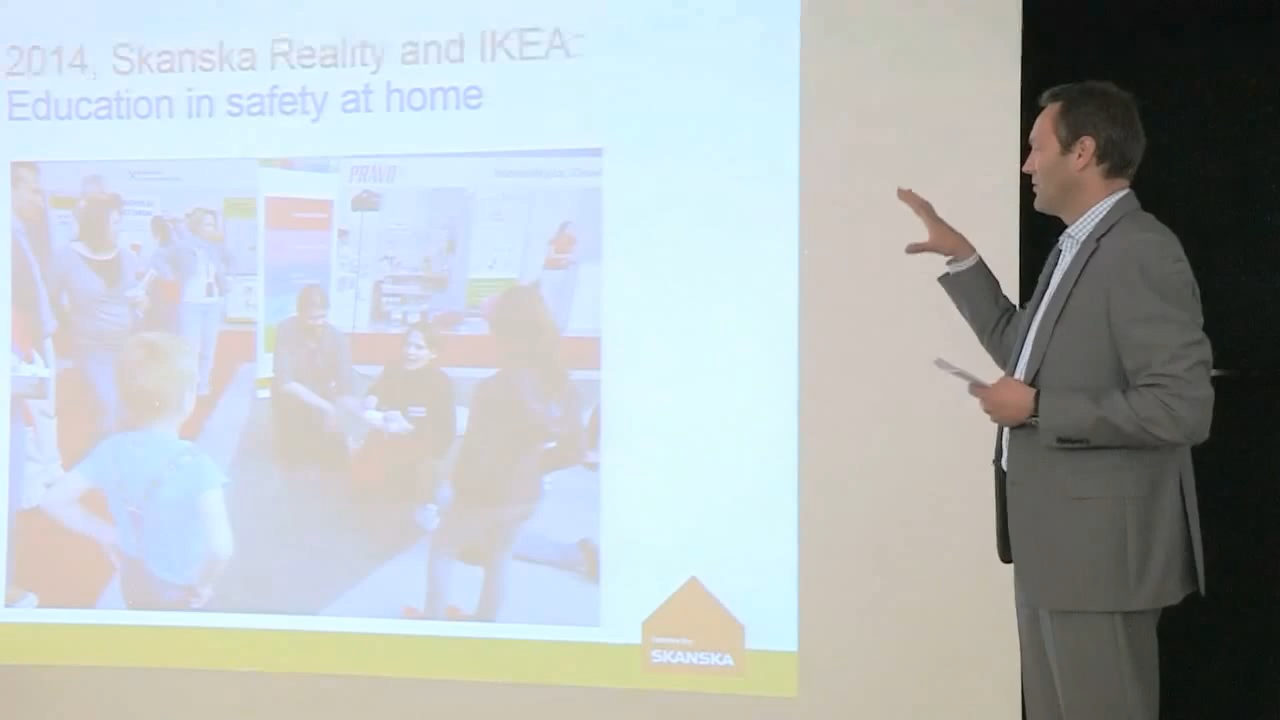 2014, Skanska Reality and IKEA:
Education in safety at home
PRAVO
SKANSKA